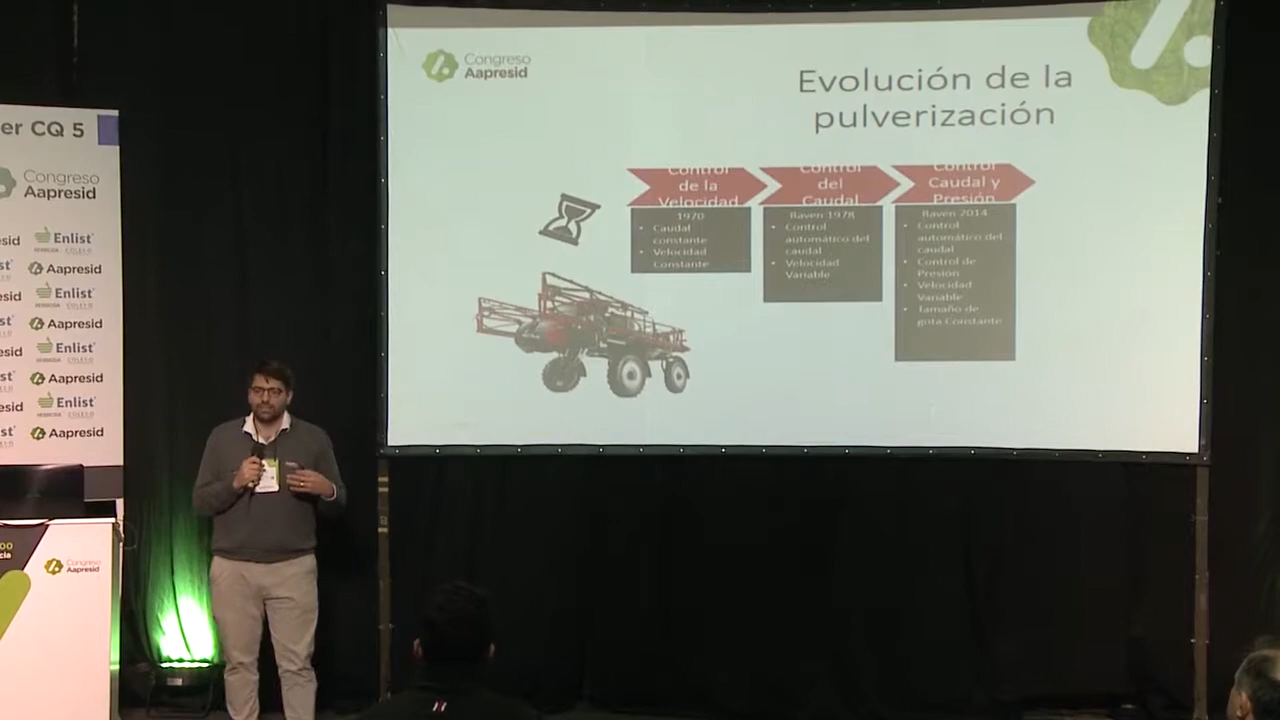 er CQ 5
Congreso
Aapresid
esid Enlist
Aapresid
Enlist
Aapresid
Enlist
Aapresid
Enlist
Aapresid
Congreso
Aapresid
Congreso
Aapresid
Evolución de la
pulverización
Control
de la
Velocidad
1970
• Caudal
constante
• Velocidad
Constante
Control
del
Caudal
Raven 1978
• Control
automático del
caudal
• Velocidad
Variable
Control
Caudal y
Presión
Raven 2014
• Control
automático del
caudal
• Control de
Presión
• Velocidad
Variable
• Tamaño de
gota Constante